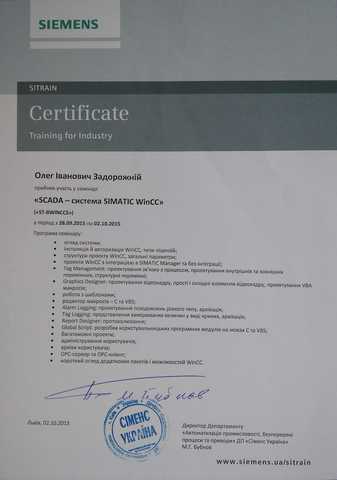 SIEMENS
SITRAIN
Certificate
Training for Industry
Олег Іванович Задорожній
прийняв участь у семінарі
«SCADA – система SIMATIC WinCC»
(«ST-BWINCCS»)
в період з 28.09.2015 по 02.10.2015
Програма семінару:
• огляд системи;
• інсталяція й авторизація WinCC, типи ліцензій;
• структура проекту WinCC, загальні параметри;
• проекти WinCC з інтеграцією в SIMATIC Manager та без інтеграції;
• Tag Management: проектування зв'язку з процесом, проектування внутрішніх та зовнішніх
перемінних, структурні перемінні;
• Graphics Designer: проектування відеокадру, прості і складні елементи відеокадру, проектування VBA
макросів;
• робота з шаблонами;
• редактор макросів - C та VBS;
• Alarm Logging: проектування повідомлень різного типу, архівація;
• Tag Logging: представлення вимірюваних величин у виді кривих, архівація;
• Report Designer: протоколювання;
• Global Script: розробка користувальницьких програмних модулів на мовах C та VBS;
• багатомовні проекти;
• адміністрування користувачів;
• архіви користувача;
• OPC-сервер та OPC-клієнт;
• короткий огляд додаткових пакетів і можливостей WinCC.
СІМЕНС
УКРАЇНА
Львів, 02.10.2015
Директор Департаменту
«Автоматизація промисловості, безперервні
процеси та приводи» ДП «Сіменс Україна»
М.Г. Бубнов
www.siemens.ua/sitrain